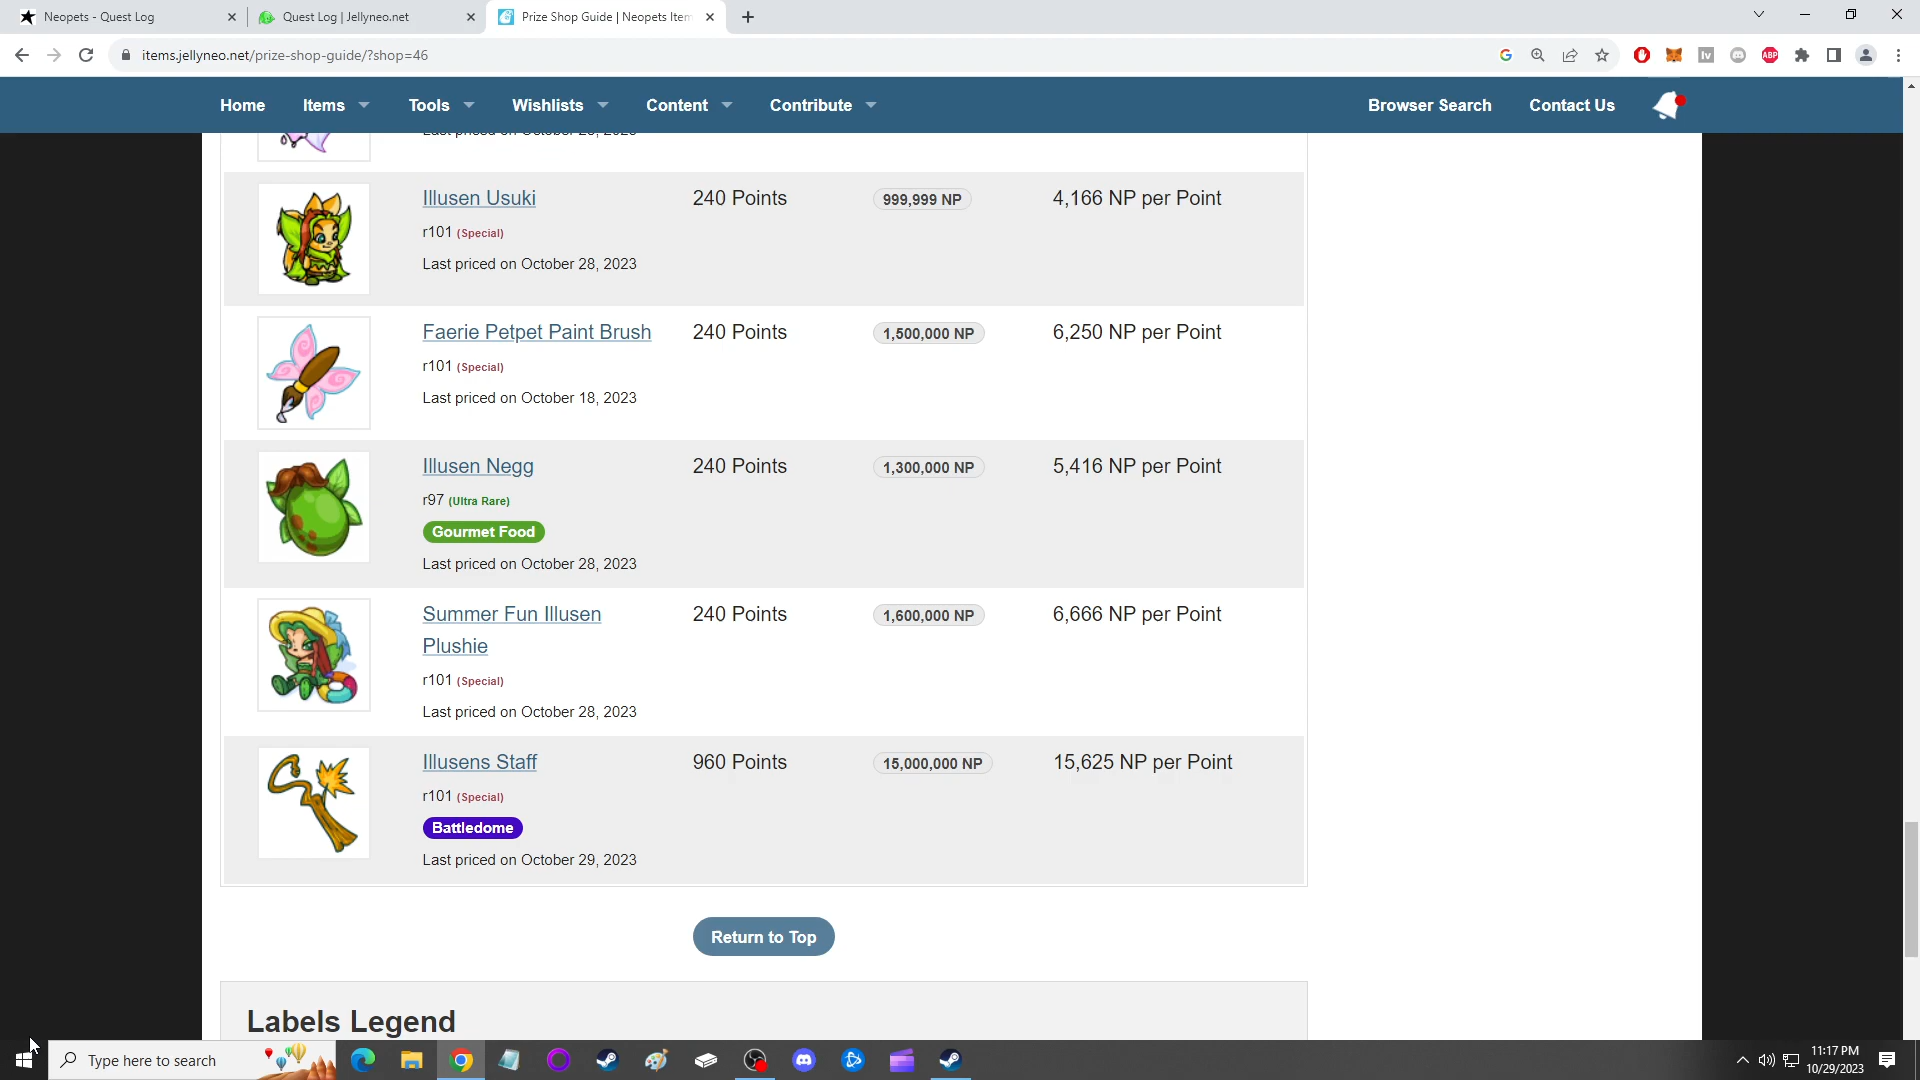 Neopets - Quest Log
Quest Log | Jellyneo.net
Prize Shop Guide | Neopets Iten
items.jellyneo.net/prize-shop-guide/?shop=46
Home Items Tools Wishlists Content Contribute Browser Search Contact Us
Illusen Usuki 240 Points 999,999 NP 4,166 NP per Point
r101 (Special)
Last priced on October 28, 2023
Faerie Petpet Paint Brush 240 Points 1,500,000 NP 6,250 NP per Point
r101 (Special)
Last priced on October 18, 2023
Illusen Negg 240 Points 1,300,000 NP 5,416 NP per Point
r97 (Ultra Rare)
Gourmet Food
Last priced on October 28, 2023
Summer Fun Illusen 240 Points 1,600,000 NP 6,666 NP per Point
Plushie
r101 (Special)
Last priced on October 28, 2023
Illusens Staff 960 Points 15,000,000 NP 15,625 NP per Point
r101 (Special)
Battledome
Last priced on October 29, 2023
Return to Top
Labels Legend
Type here to search
11:17 PM
10/29/2023
ABP
lv